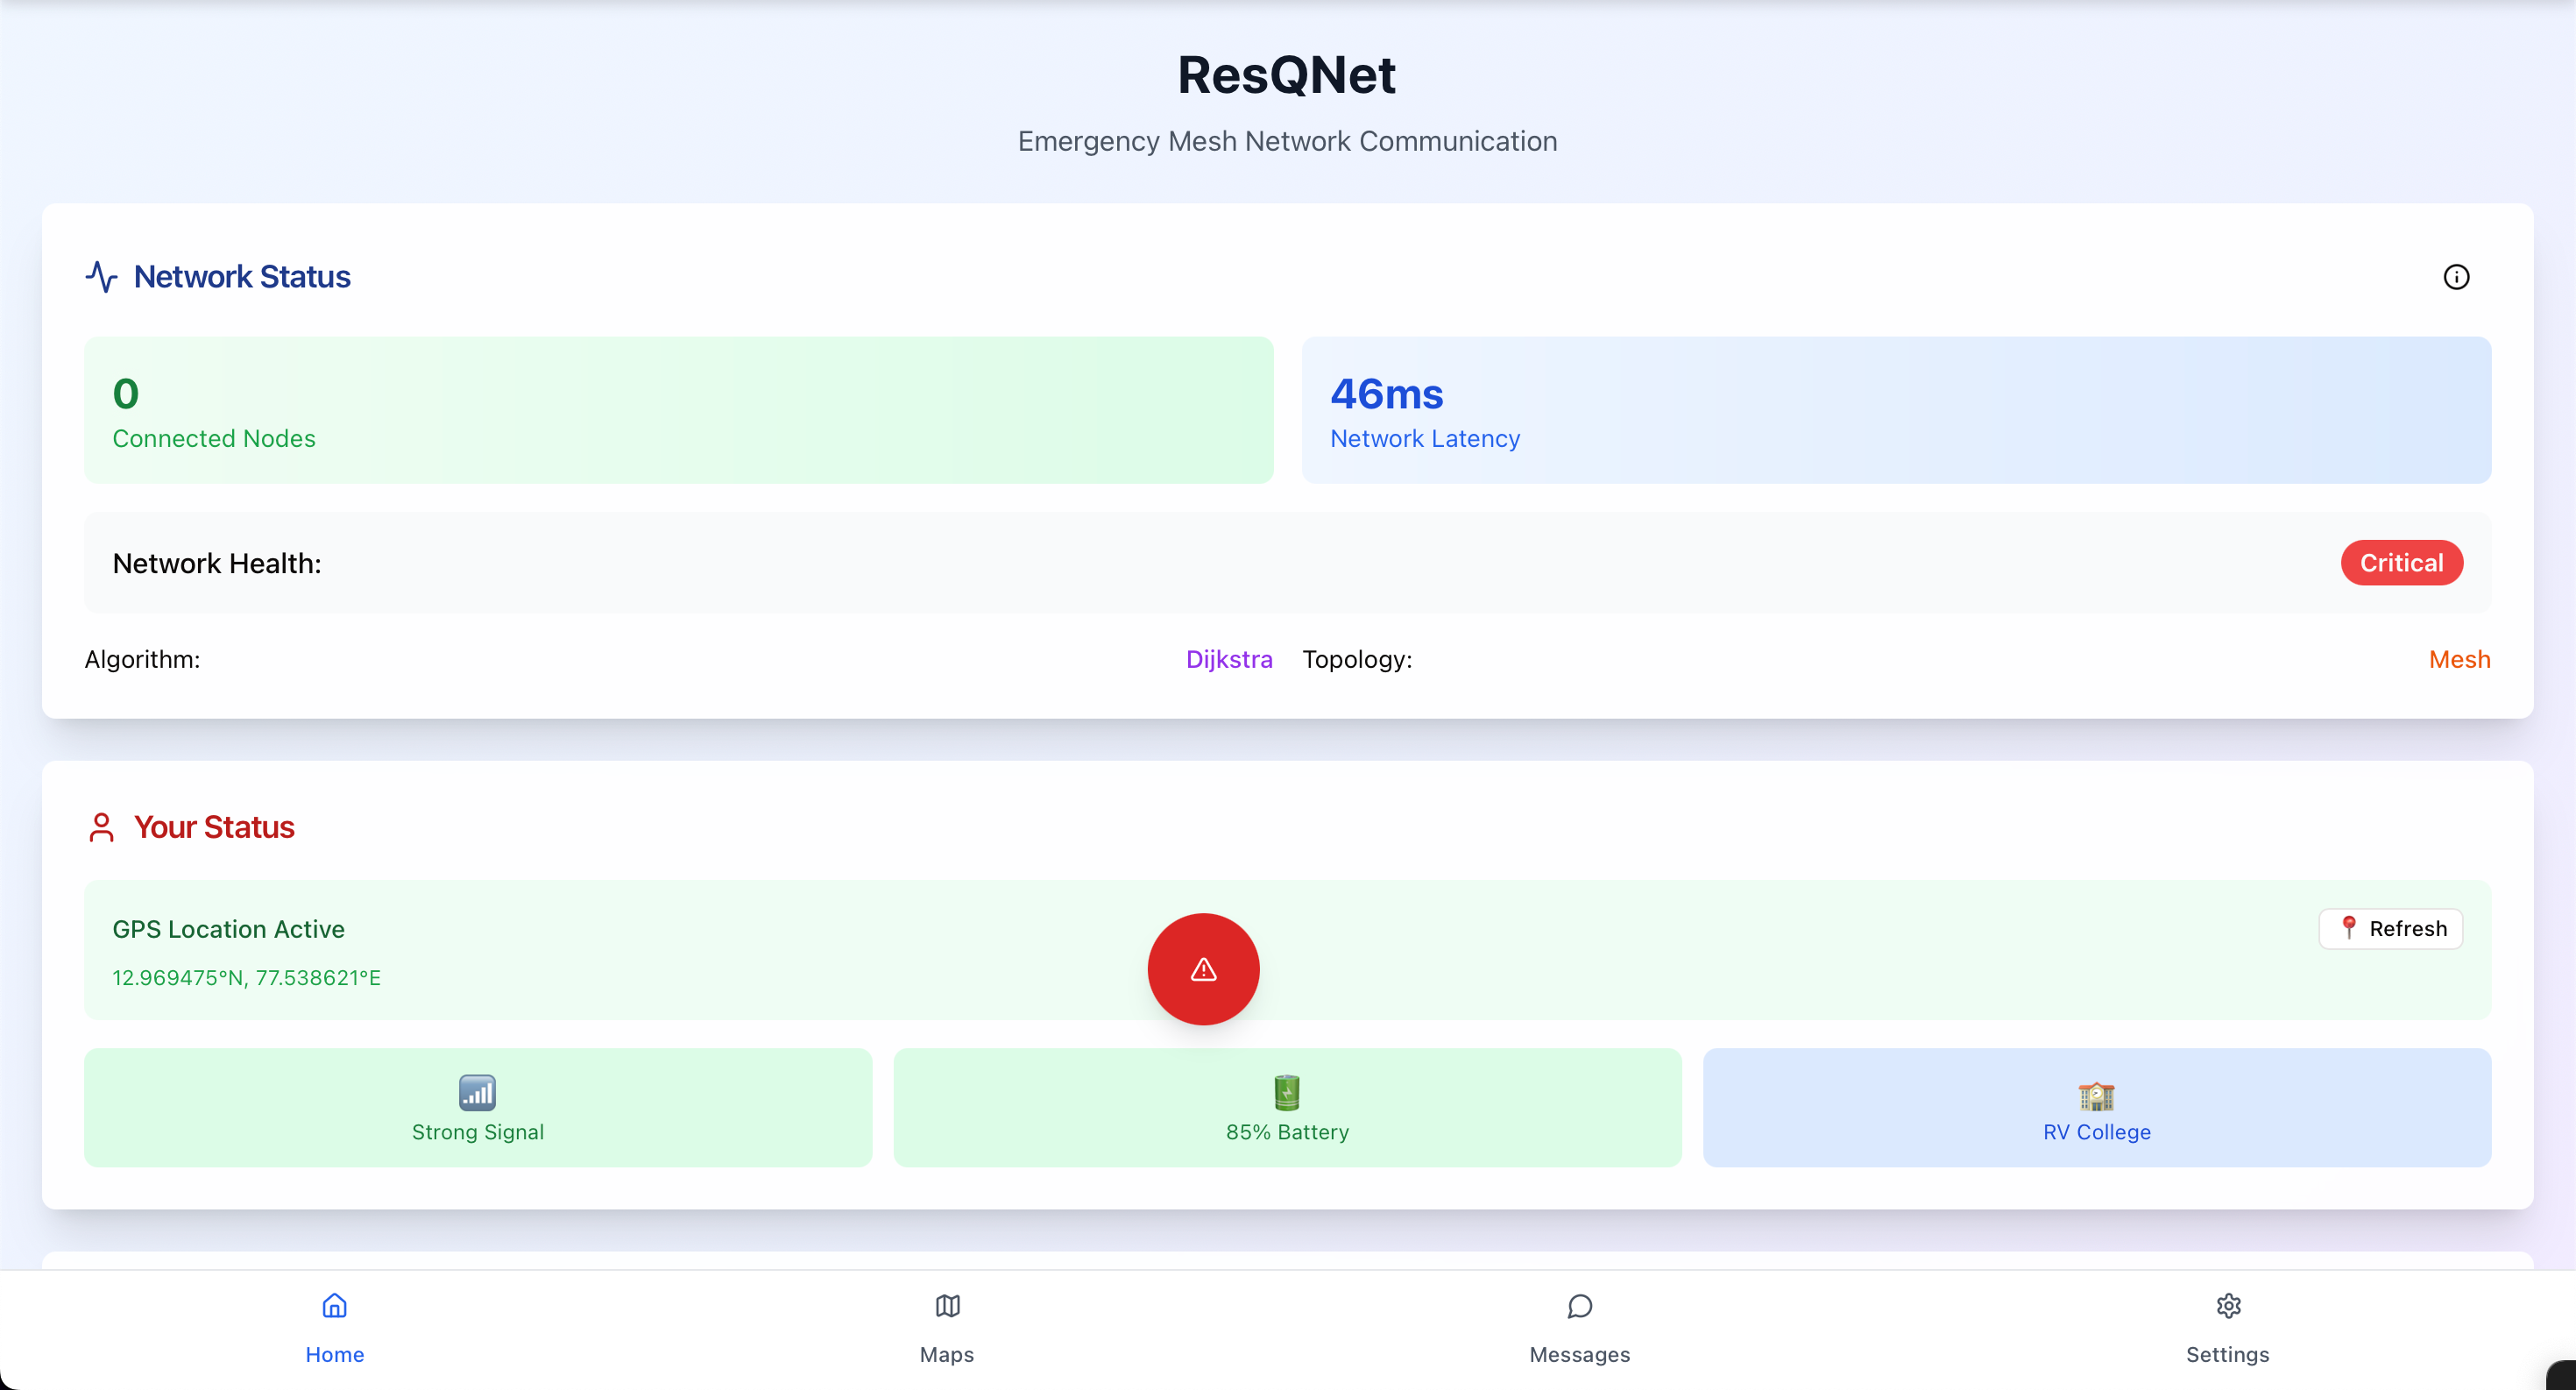 ResQNet
Emergency Mesh Network Communication
Network Status
0
Connected Nodes
46ms
Network Latency
Network Health:
Critical
Algorithm:
Dijkstra
Topology:
Mesh
Your Status
GPS Location Active
12.969475°N, 77.538621°E
Refresh
Strong Signal
85% Battery
RV College
Home
Maps
Messages
Settings